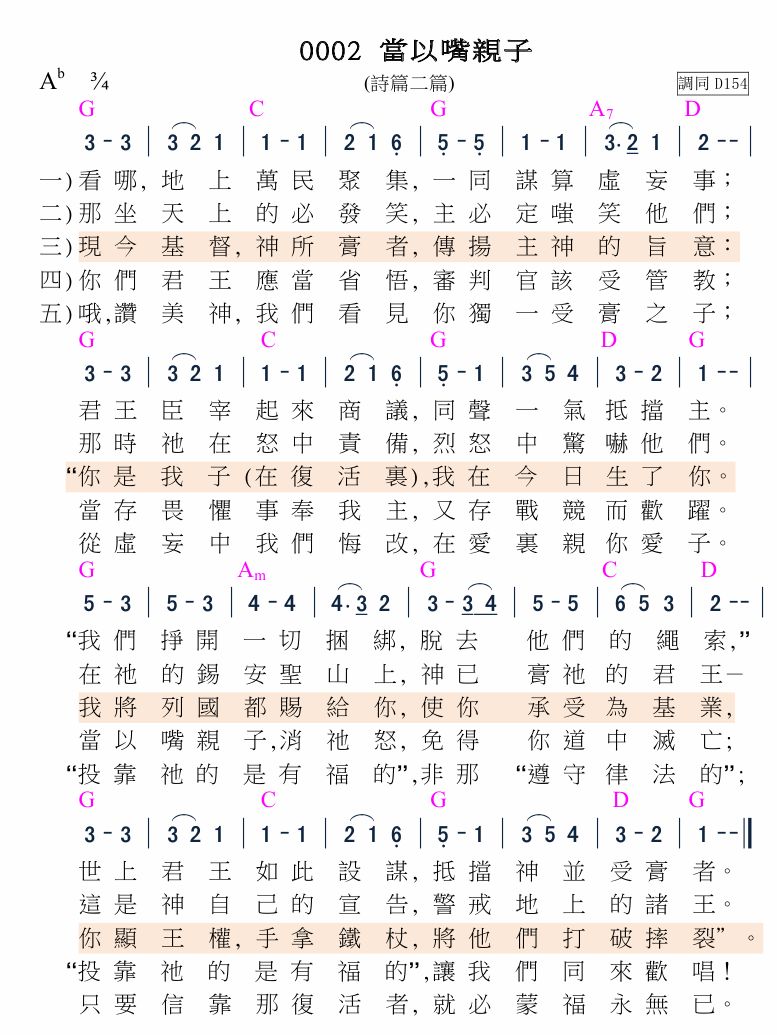 0002 當以嘴親子
A♭ ¾ (詩篇二篇) 調同 D154
G C G A7 D
3 - 3 | 3 2 1 | 1 - 1 | 2 1 6̣ | 5̣ - 5̣ | 1 - 1 | 3. 2 1 | 2 - - |
一)看哪, 地上萬民聚集, 一同謀算虛妄事；
二)那坐天上的必發笑, 主必定嗤笑他們；
三)現今基督, 神所膏者, 傳揚主神的旨意：
四)你們君王應當省悟, 審判官該受管教；
五)哦,讚美神, 我們看見你獨一受膏之子；
G C G D G
3 - 3 | 3 2 1 | 1 - 1 | 2 1 6̣ | 5̣ - 1 | 3 5 4 | 3 - 2 | 1 - - |
君王臣宰起來商議, 同聲一氣抵擋主。
那時祂在怒中責備, 烈怒中驚嚇他們。
“你是我子(在復活裏),我在今日生了你。
當存畏懼事奉我主, 又存戰競而歡躍。
從虛妄中我們悔改, 在愛裏親你愛子。
G Am G C D
5 - 3 | 5 - 3 | 4 - 4 | 4. 3 2 | 3 - 3 4 | 5 - 5 | 6 5 3 | 2 - - |
“我們掙開一切捆綁, 脫去他們的繩索,”
在祂的錫安聖山上, 神已膏祂的君王–
我將列國都賜給你, 使你承受為基業,
當以嘴親子,消祂怒, 免得你道中滅亡;
“投靠祂的是有福的”,非那“遵守律法的”;
G C G D G
3 - 3 | 3 2 1 | 1 - 1 | 2 1 6̣ | 5̣ - 1 | 3 5 4 | 3 - 2 | 1 - - ‖
世上君王如此設謀, 抵擋神並受膏者。
這是神自己的宣告, 警戒地上的諸王。
你顯王權, 手拿鐵杖, 將他們打破摔裂”。
“投靠祂的是有福的”,讓我們同來歡唱！
只要信靠那復活者, 就必蒙福永無已。